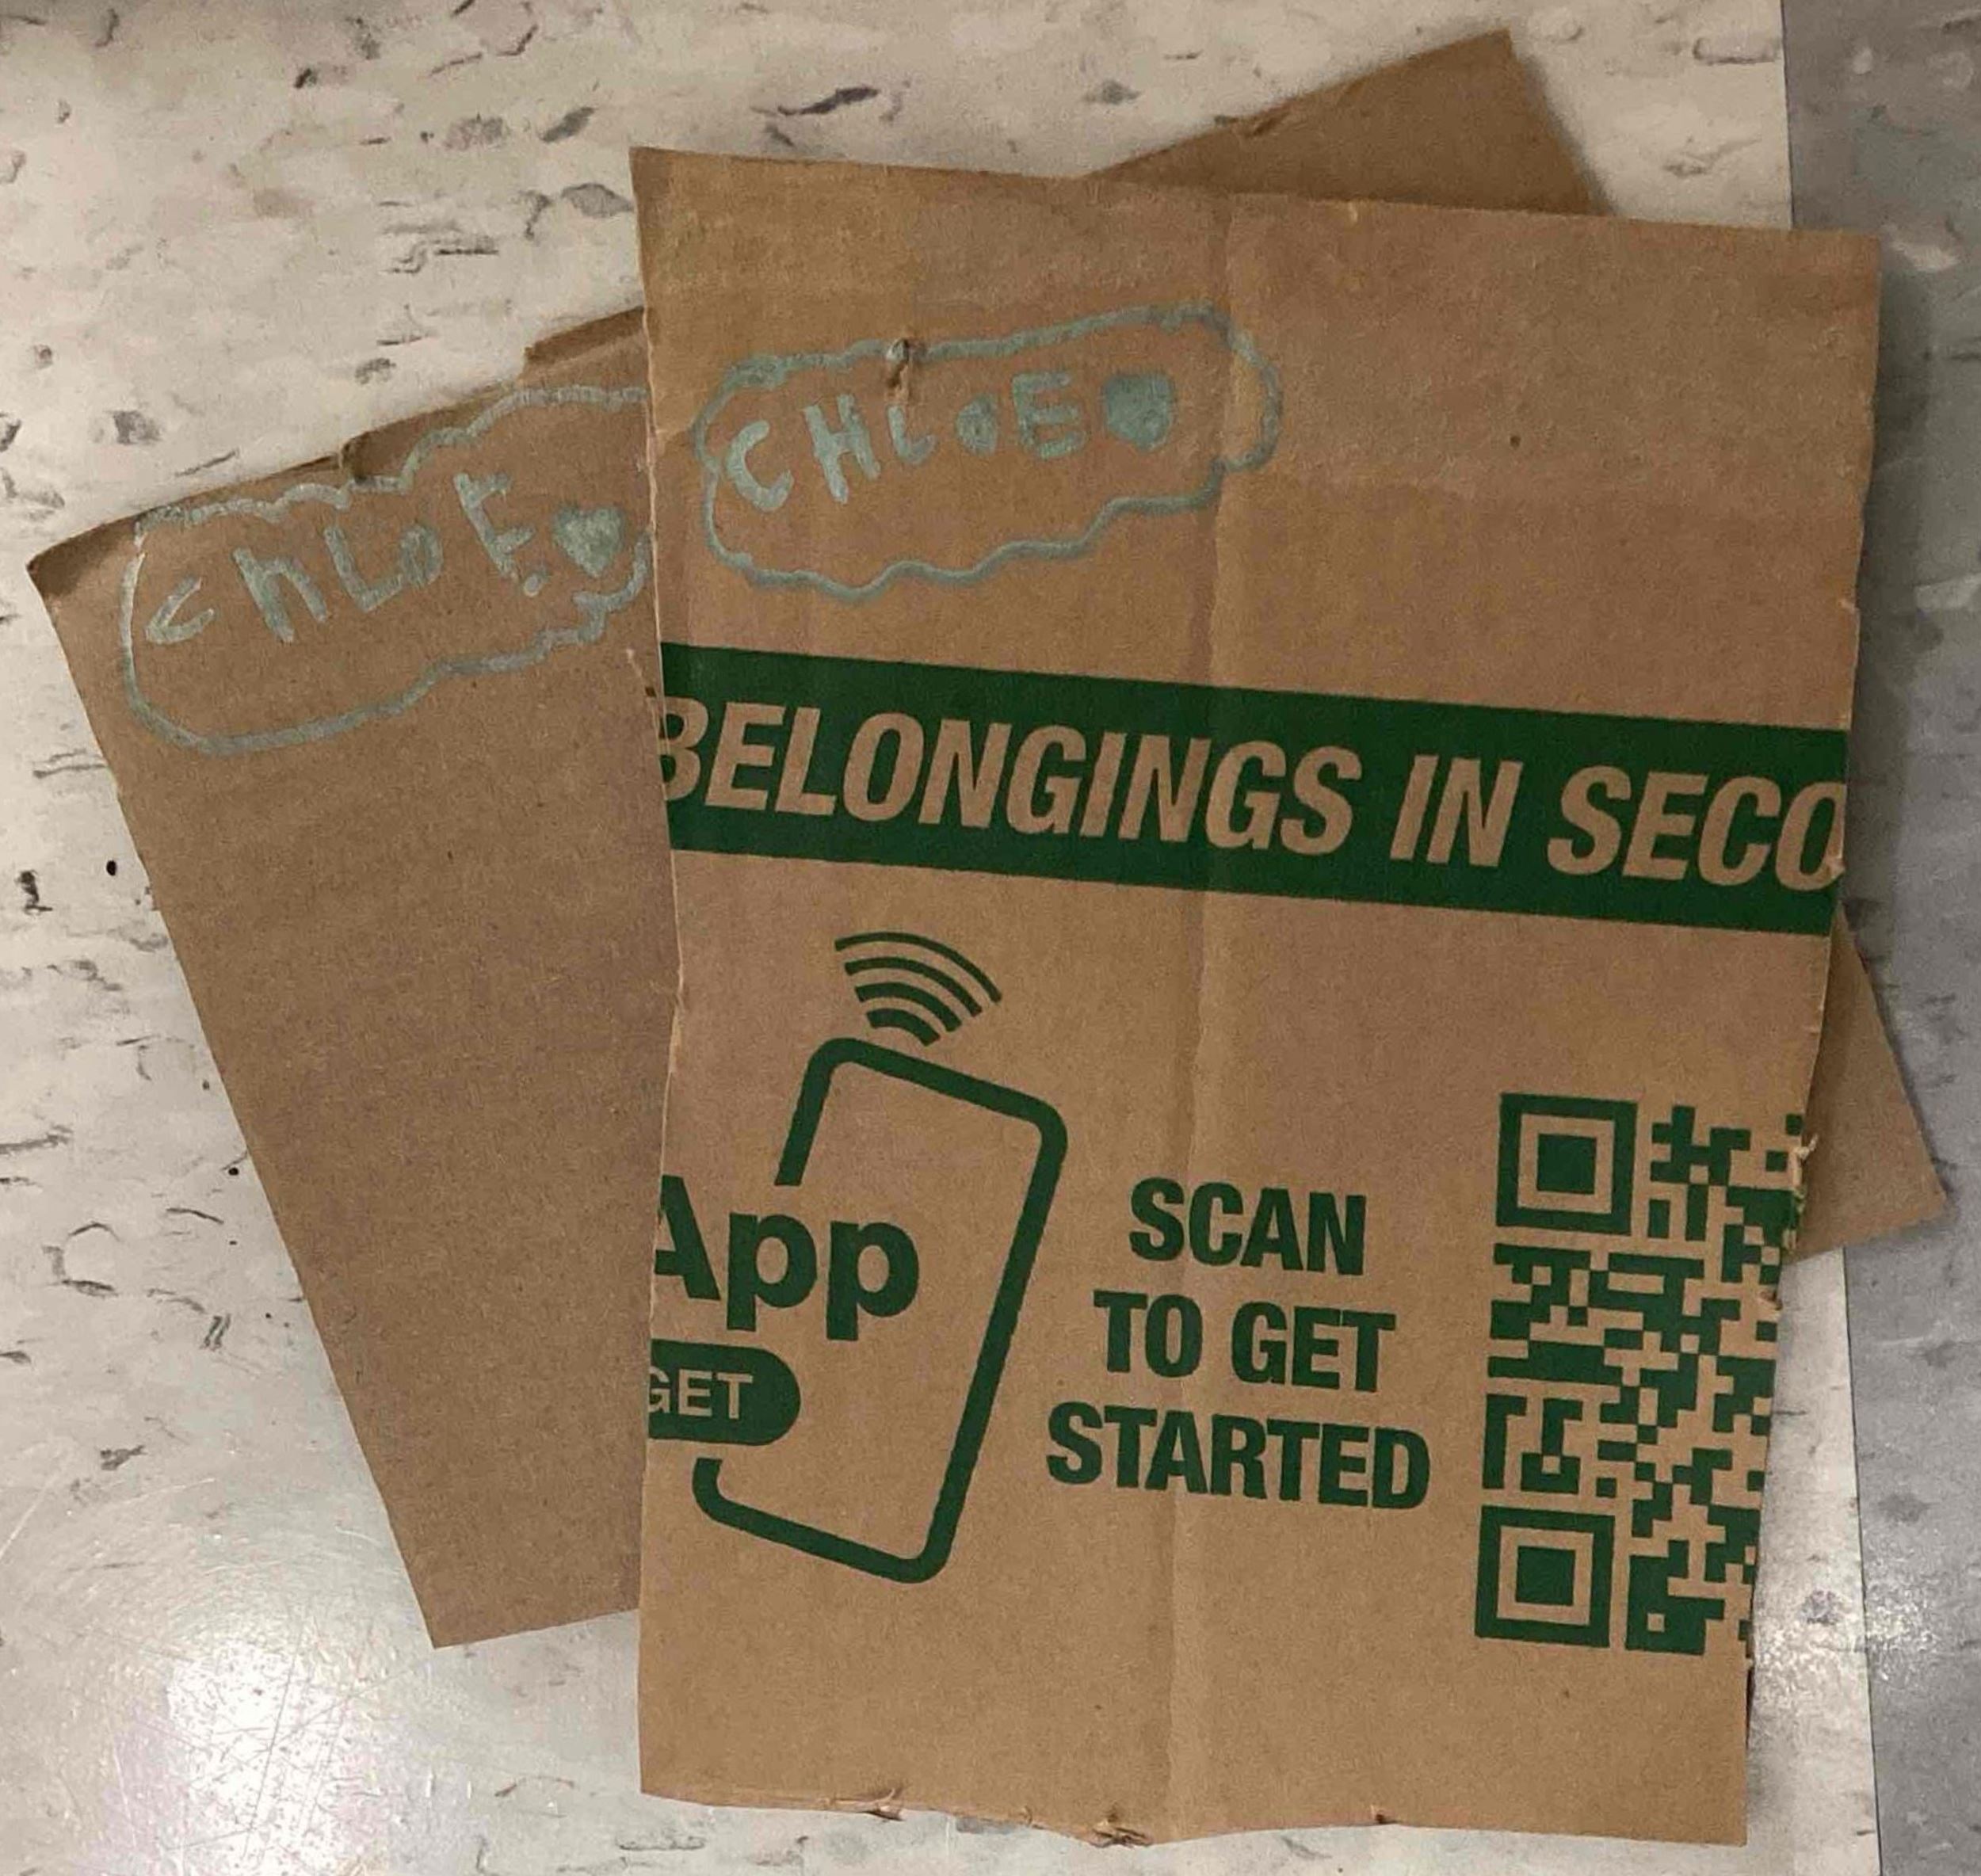 CHLOE
ChLOE
BELONGINGS IN SECO
App
GET
SCAN
TO GET
STARTED